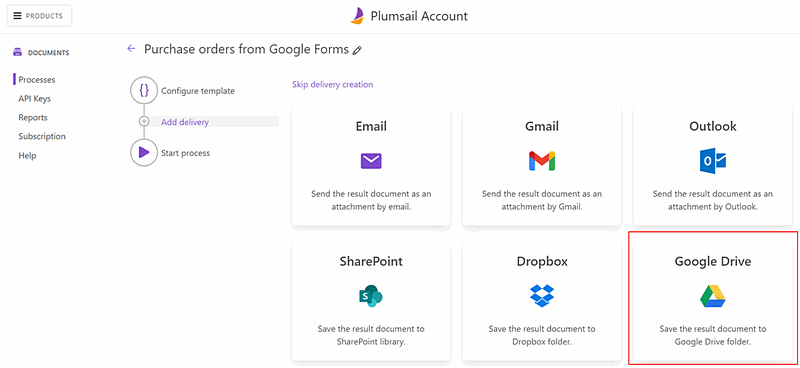 PRODUCTS
Plumsail Account
DOCUMENTS
Processes
API Keys
Reports
Subscription
Help
Purchase orders from Google Forms
{} Configure template
Add delivery
Start process
Skip delivery creation
Email
Send the result document as an
attachment by email.
Gmail
Send the result document as an
attachment by Gmail.
Outlook
Send the result document as an
attachment by Outlook.
SharePoint
Save the result document to
SharePoint library.
Dropbox
Save the result document to
Dropbox folder.
Google Drive
Save the result document to
Google Drive folder.